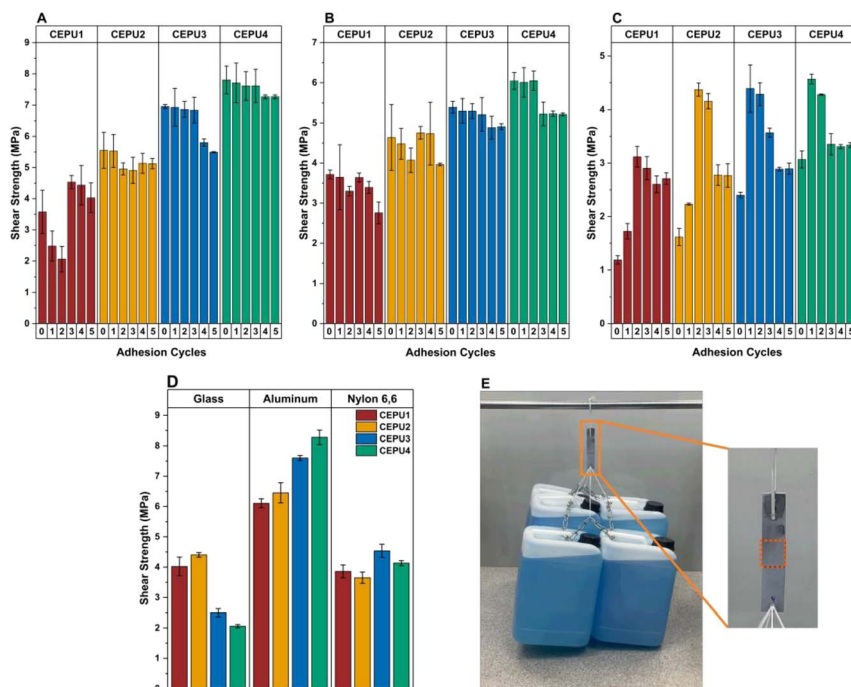 A
CEPU1 CEPU2 CEPU3 CEPU4
Shear Strength (MPa)
9
8
7
6
5
4
3
2
1
0
0 1 2 3 4 5 0 1 2 3 4 5 0 1 2 3 4 5 0 1 2 3 4 5
Adhesion Cycles
B
CEPU1 CEPU2 CEPU3 CEPU4
Shear Strength (MPa)
7
6
5
4
3
2
1
0
0 1 2 3 4 5 0 1 2 3 4 5 0 1 2 3 4 5 0 1 2 3 4 5
Adhesion Cycles
C
CEPU1 CEPU2 CEPU3 CEPU4
Shear Strength (MPa)
5
4
3
2
1
0
0 1 2 3 4 5 0 1 2 3 4 5 0 1 2 3 4 5 0 1 2 3 4 5
Adhesion Cycles
D
Glass Aluminum Nylon 6,6
CEPU1
CEPU2
CEPU3
CEPU4
Shear Strength (MPa)
9
8
7
6
5
4
3
2
1
E